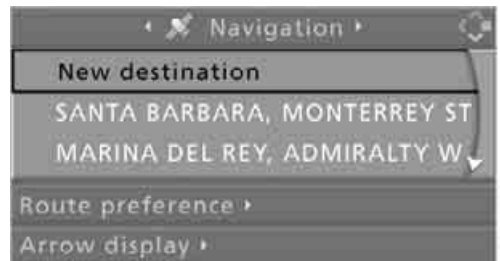 Navigation
New destination
SANTA BARBARA, MONTERREY ST
MARINA DEL REY, ADMIRALTY W
Route preference
Arrow display